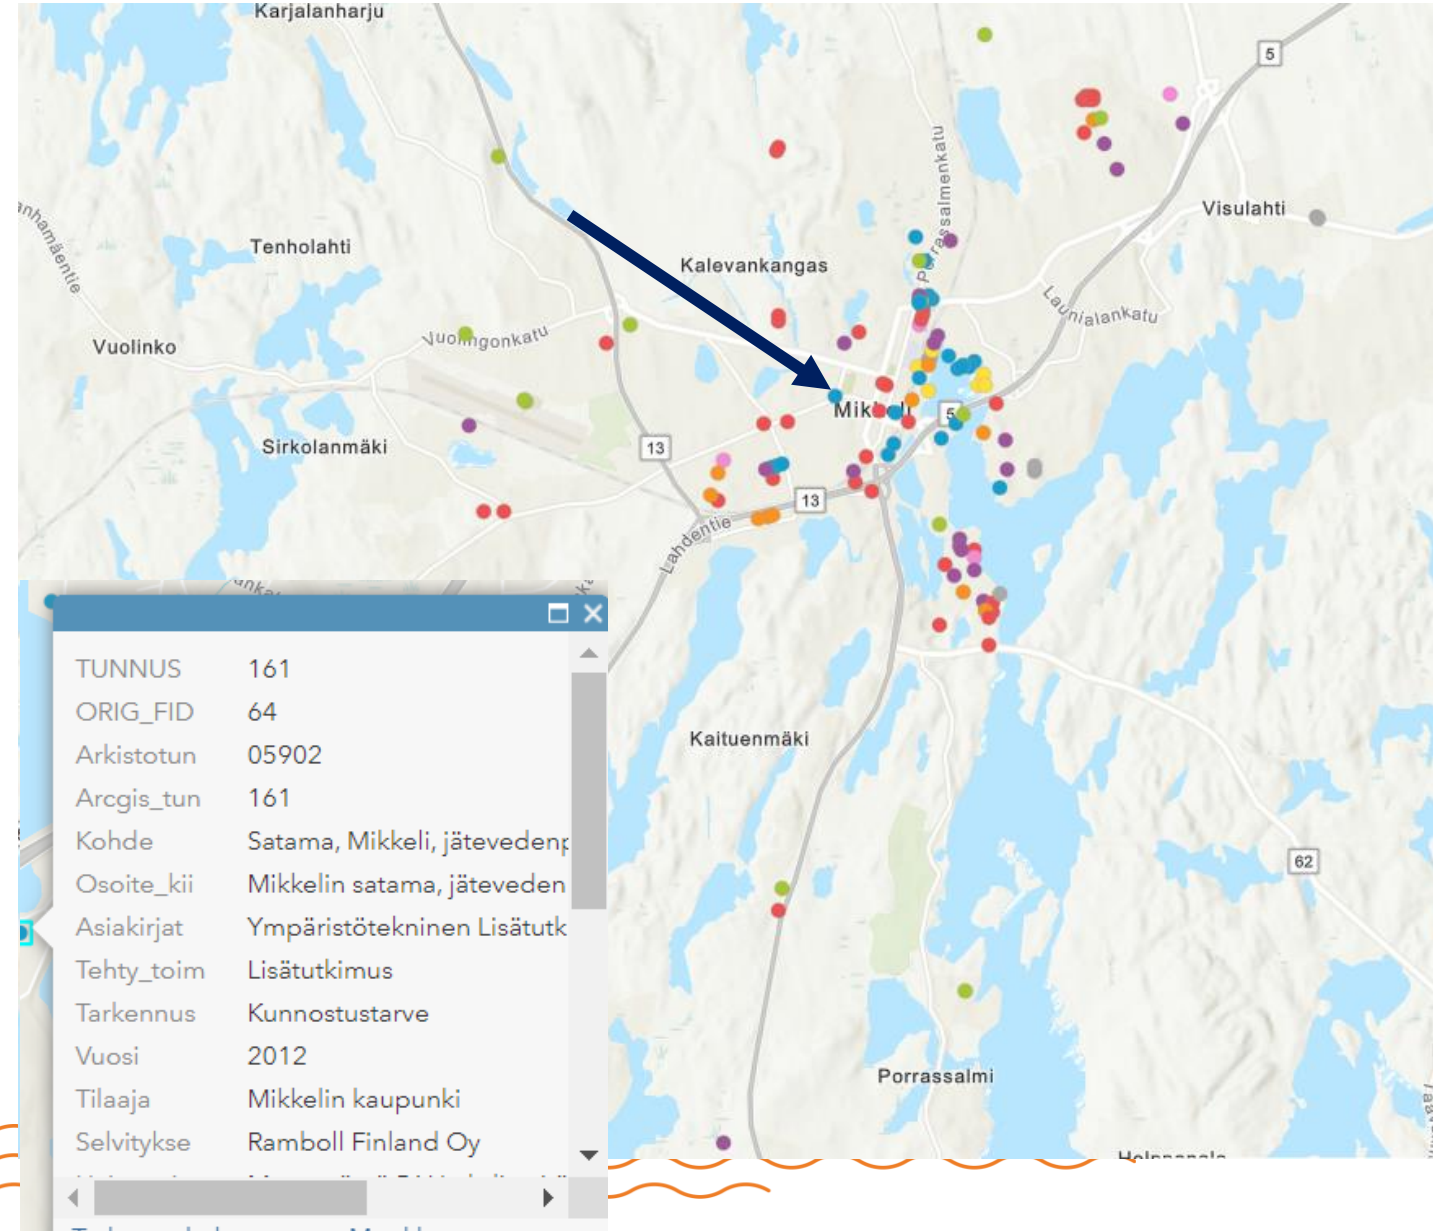 Karjalanharju
5
Porrassalmenkatu
Visulahti
Tenholahti
Kalevankangas
Launialankatu
Vuolingonkatu
Vuolinko
Mikkeli
5
Sirkolanmäki
13
13
Lahdentie
TUNNUS 161
ORIG_FID 64
Arkistotun 05902
Arcgis_tun 161
Kohde Satama, Mikkeli, jätevedenp
Osoite_kii Mikkelin satama, jäteveden
Asiakirjat Ympäristötekninen Lisätutk
Tehty_toim Lisätutkimus
Tarkennus Kunnostustarve
Vuosi 2012
Tilaaja Mikkelin kaupunki
Selvitykse Ramboll Finland Oy
Kaituenmäki
62
Porrassalmi